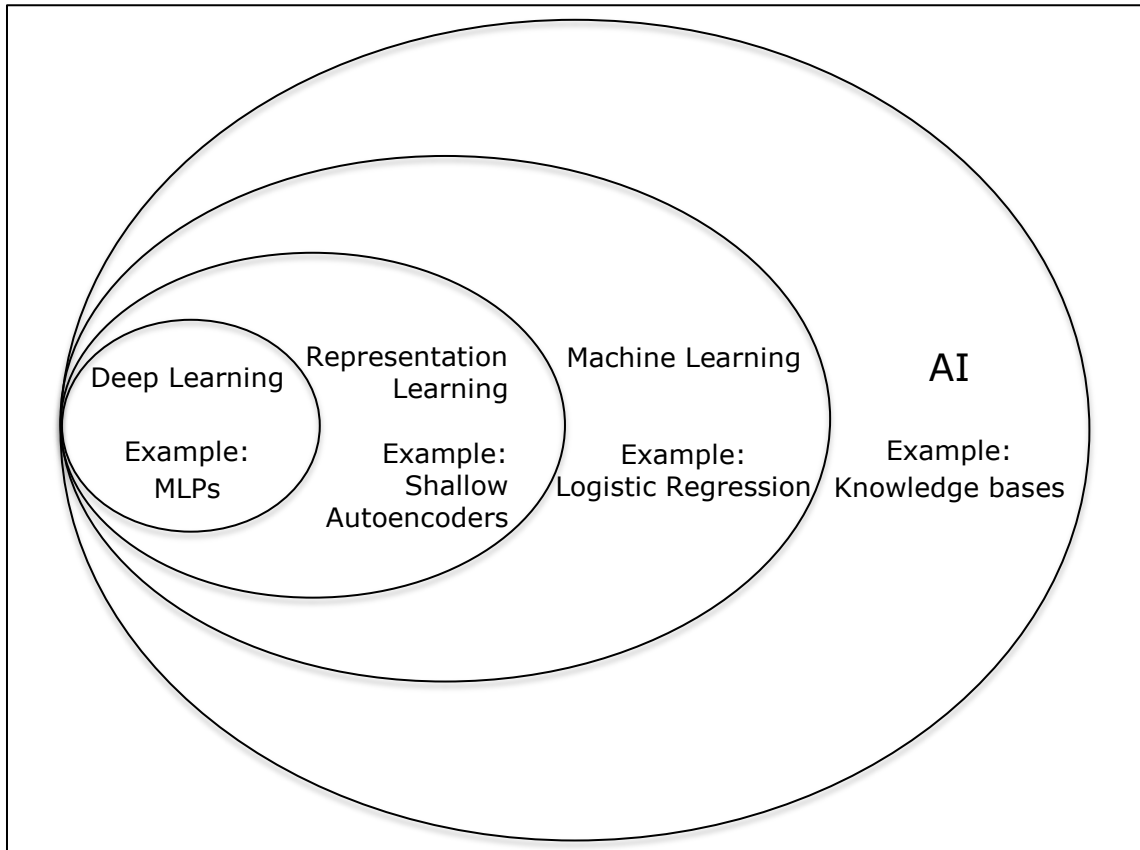 Deep Learning
Example:
MLPs
Representation
Learning
Example:
Shallow
Autoencoders
Machine Learning
Example:
Logistic Regression
AI
Example:
Knowledge bases